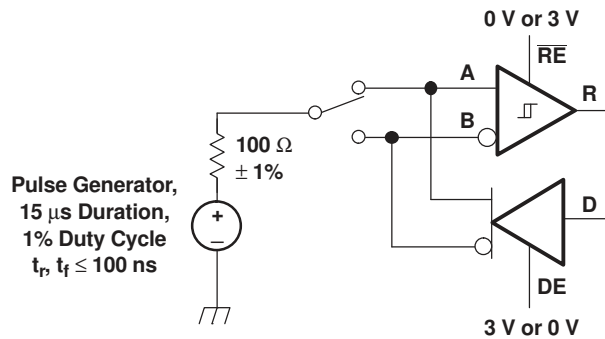 0 V or 3 V
RE
A
R
B
100 Ω
± 1%
Pulse Generator,
15 μs Duration,
1% Duty Cycle
tr, tf ≤ 100 ns
+
–
D
DE
3 V or 0 V